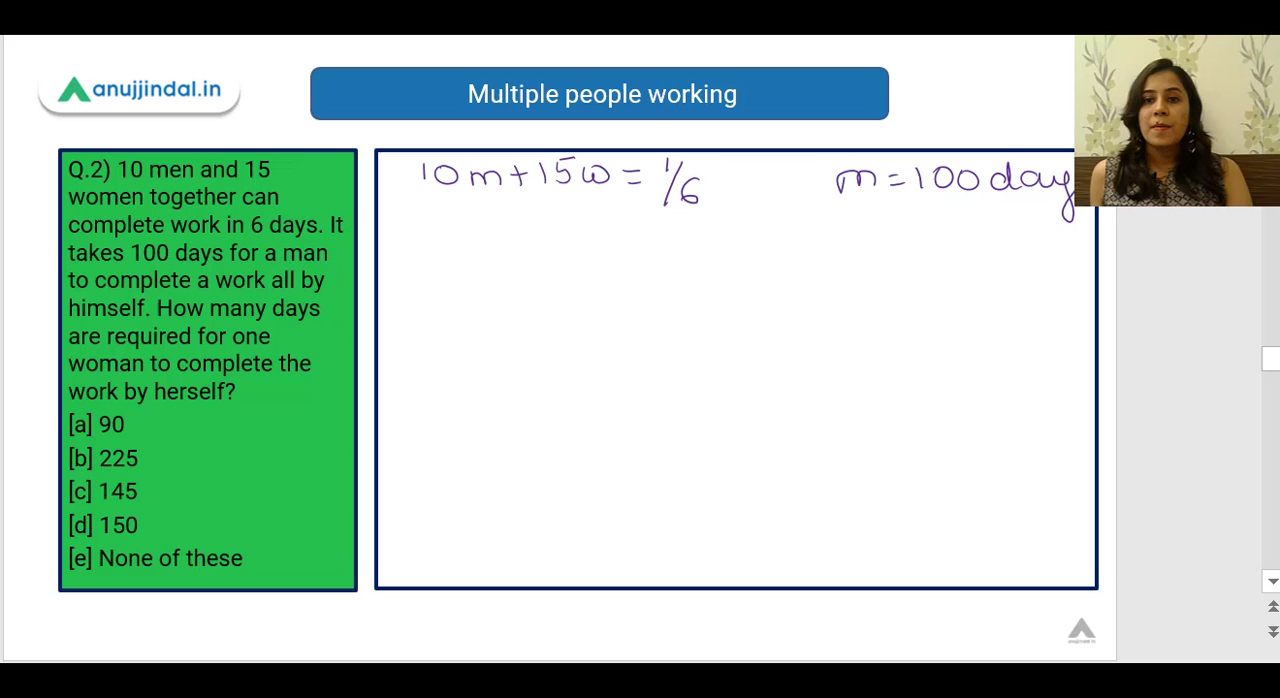 anujjindal.in
Multiple people working
Q.2) 10 men and 15
women together can
complete work in 6 days. It
takes 100 days for a man
to complete a work all by
himself. How many days
are required for one
woman to complete the
work by herself?
[a] 90
[b] 225
[c] 145
[d] 150
[e] None of these
10m+15w = 1/6
m = 100 day